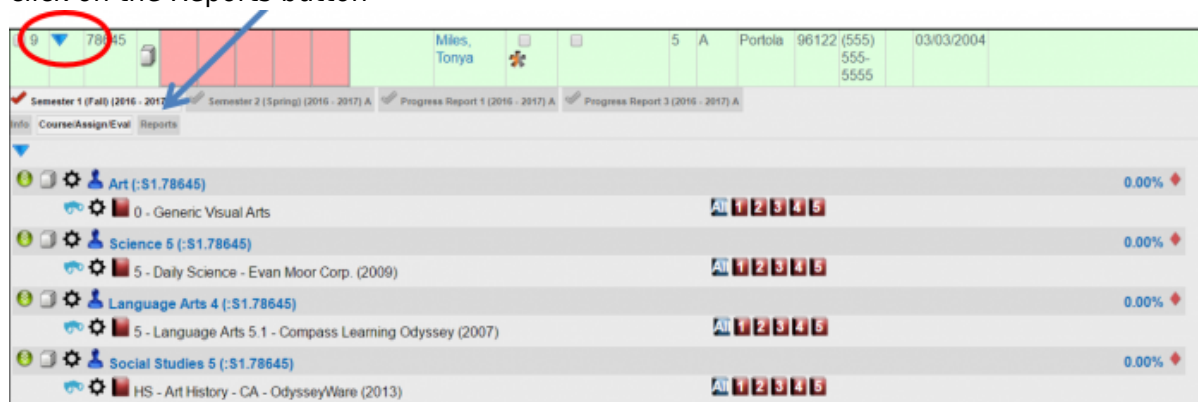 Click on the Reports button
9 78645 Miles, Tonya 5 A Portola 96122 (555) 555-5555 03/03/2004
Semester 1 (Fall) (2016 - 2017) Semester 2 (Spring) (2016 - 2017) A Progress Report 1 (2016 - 2017) A Progress Report 3 (2016 - 2017) A
Info Course/Assign/Eval Reports
Art (:S1.78645) 0.00%
0 - Generic Visual Arts All 1 2 3 4 5
Science 5 (:S1.78645) 0.00%
5 - Daily Science - Evan Moor Corp. (2009) All 1 2 3 4 5
Language Arts 4 (:S1.78645) 0.00%
5 - Language Arts 5.1 - Compass Learning Odyssey (2007) All 1 2 3 4 5
Social Studies 5 (:S1.78645) 0.00%
HS - Art History - CA - OdysseyWare (2013) All 1 2 3 4 5